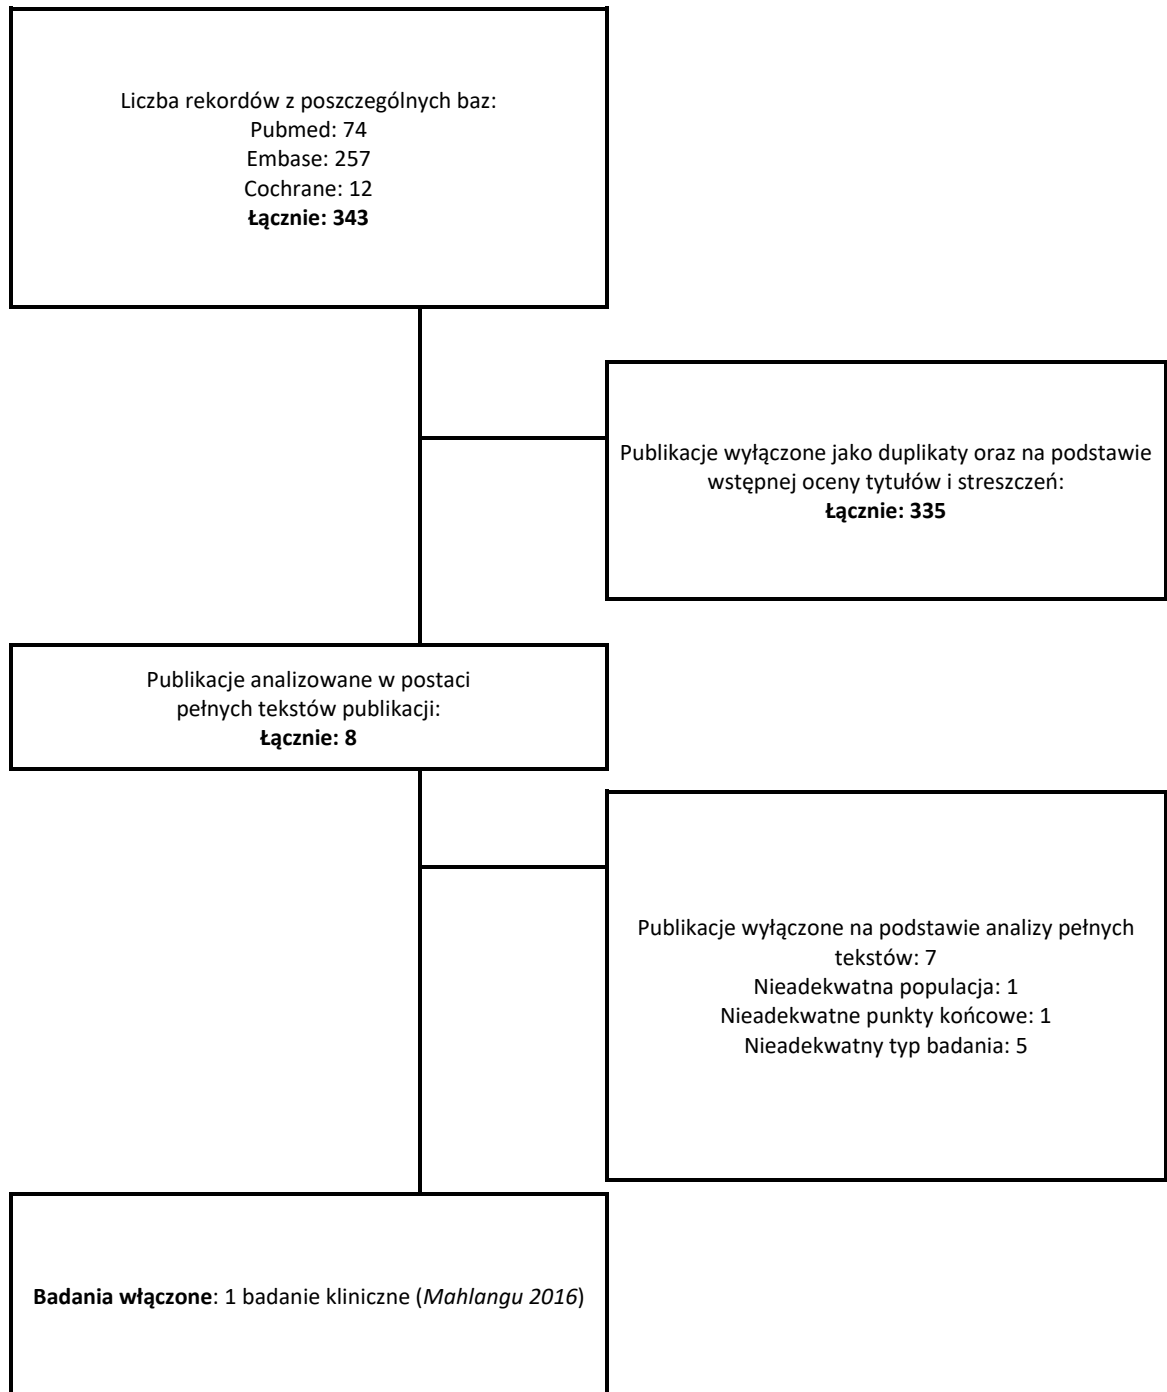 Liczba rekordów z poszczególnych baz:
Pubmed: 74
Embase: 257
Cochrane: 12
Łącznie: 343
Publikacje wyłączone jako duplikaty oraz na podstawie
wstępnej oceny tytułów i streszczeń:
Łącznie: 335
Publikacje analizowane w postaci
pełnych tekstów publikacji:
Łącznie: 8
Publikacje wyłączone na podstawie analizy pełnych
tekstów: 7
Nieadekwatna populacja: 1
Nieadekwatne punkty końcowe: 1
Nieadekwatny typ badania: 5
Badania włączone: 1 badanie kliniczne (Mahlangu 2016)